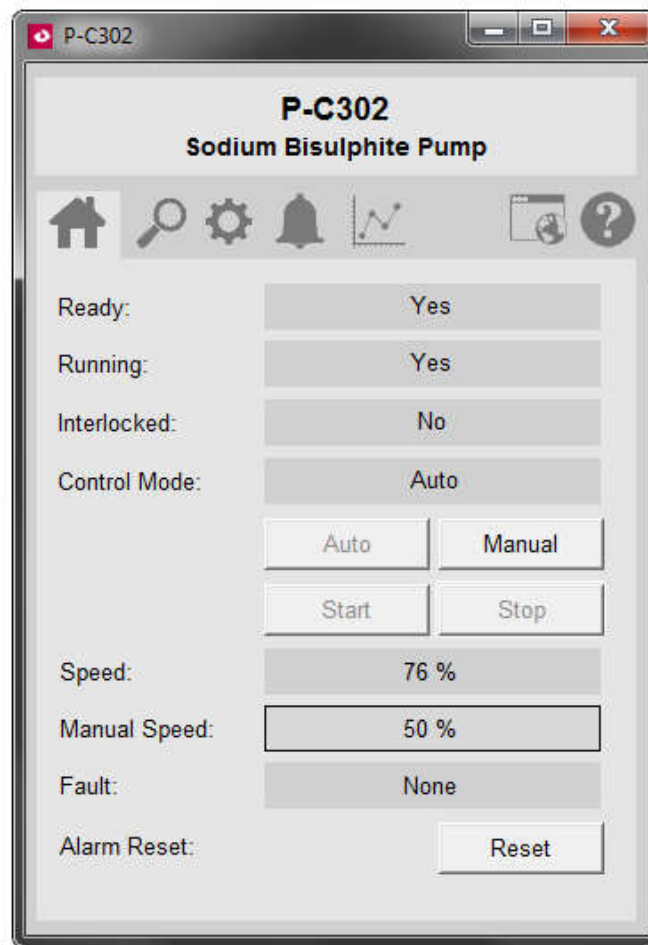 P-C302
P-C302
Sodium Bisulphite Pump
?
Ready: Yes
Running: Yes
Interlocked: No
Control Mode: Auto
Auto Manual
Start Stop
Speed: 76 %
Manual Speed: 50 %
Fault: None
Alarm Reset: Reset